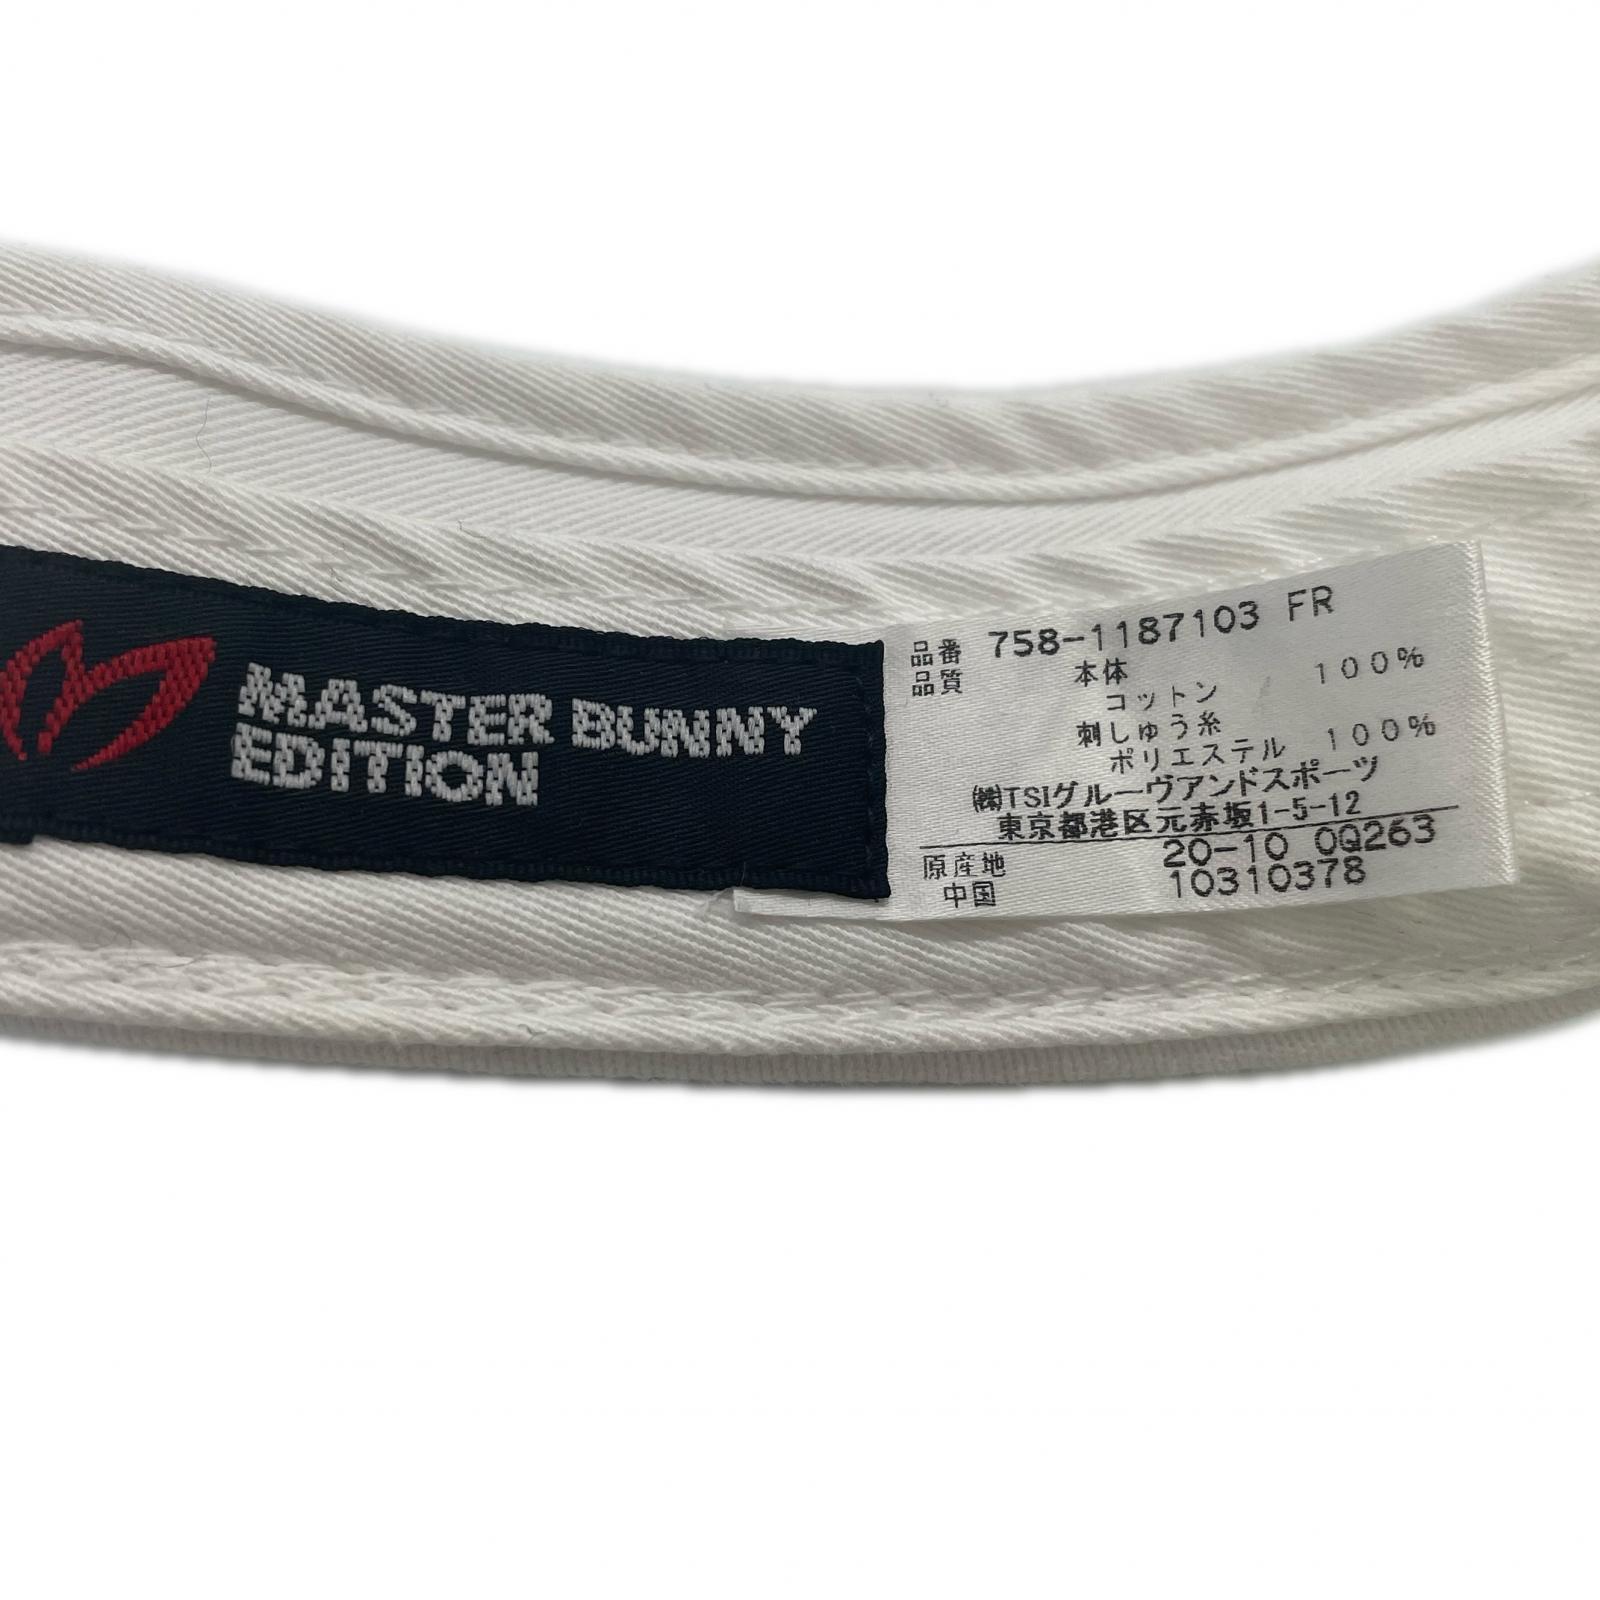 MASTER BUNNY
EDITION
品番 758-1187103 FR
品質 本体
コットン 100%
刺しゅう糸
ポリエステル 100%
㈱TSIグルーヴアンドスポーツ
東京都港区元赤坂1-5-12
20-10 0Q263
原産地
10310378
中国